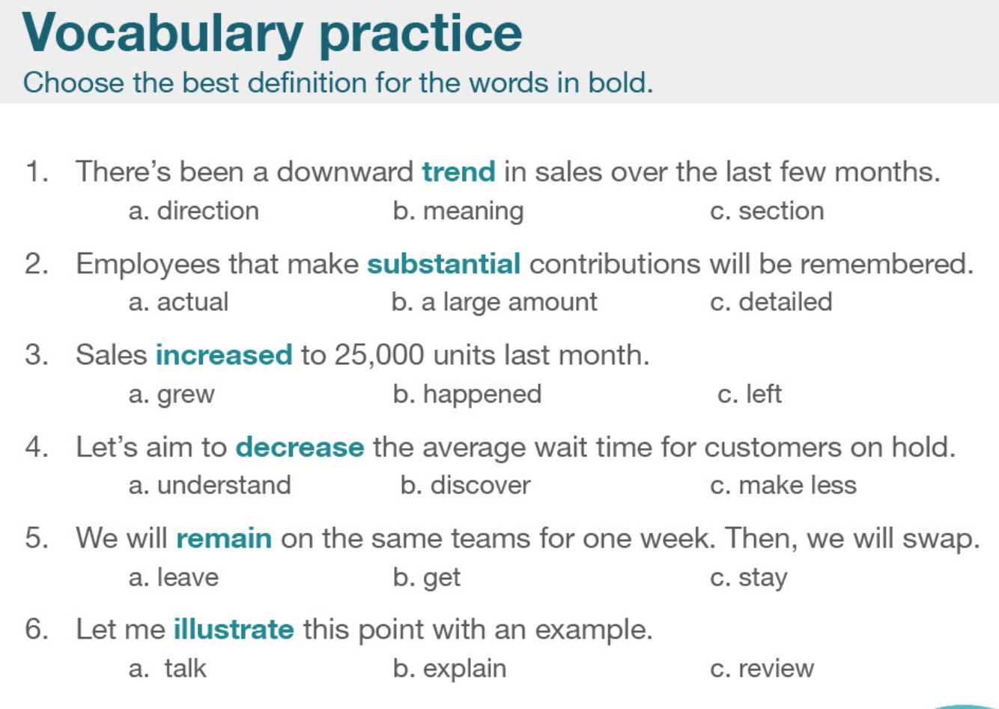 Vocabulary practice
Choose the best definition for the words in bold.
1. There’s been a downward trend in sales over the last few months.
a. direction b. meaning c. section
2. Employees that make substantial contributions will be remembered.
a. actual b. a large amount c. detailed
3. Sales increased to 25,000 units last month.
a. grew b. happened c. left
4. Let’s aim to decrease the average wait time for customers on hold.
a. understand b. discover c. make less
5. We will remain on the same teams for one week. Then, we will swap.
a. leave b. get c. stay
6. Let me illustrate this point with an example.
a. talk b. explain c. review